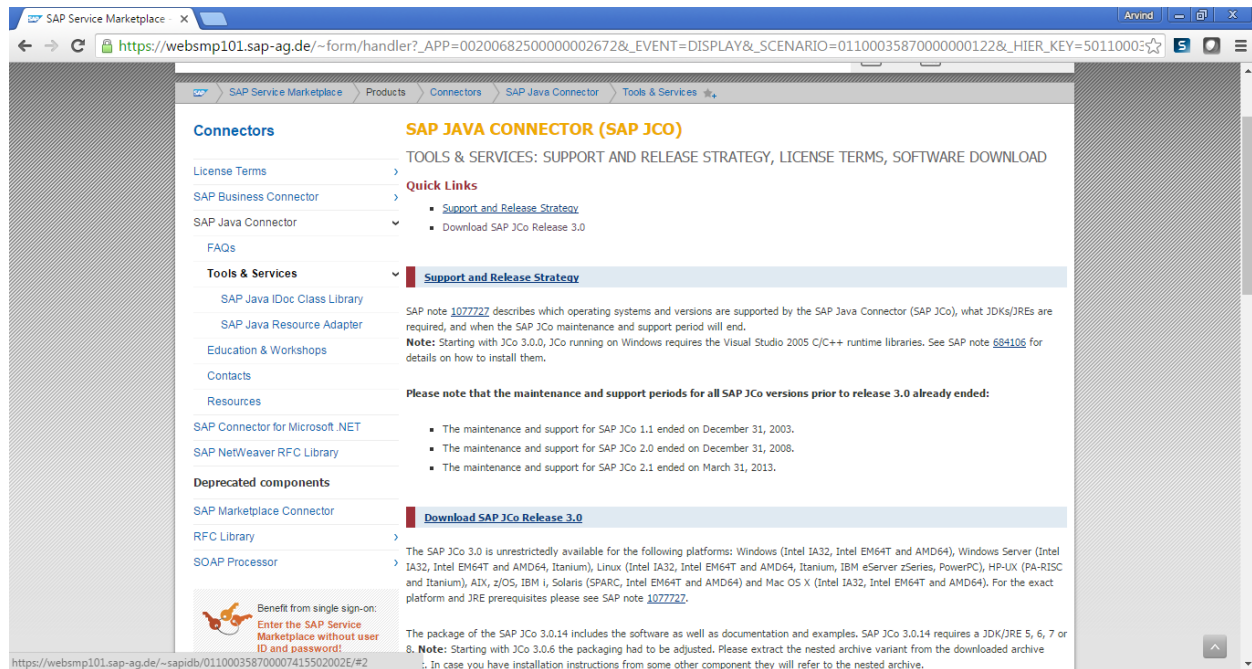 SAP Service Marketplace -
Arvind
https://websmp101.sap-ag.de/~form/handler?_APP=00200682500000002672&_EVENT=DISPLAY&_SCENARIO=01100035870000000122&_HIER_KEY=5011000
SAP Service Marketplace Products Connectors SAP Java Connector Tools & Services
Connectors
License Terms
SAP Business Connector
SAP Java Connector
FAQs
Tools & Services
SAP Java IDoc Class Library
SAP Java Resource Adapter
Education & Workshops
Contacts
Resources
SAP Connector for Microsoft .NET
SAP NetWeaver RFC Library
Deprecated components
SAP Marketplace Connector
RFC Library
SOAP Processor
Benefit from single sign-on:
Enter the SAP Service
Marketplace without user
ID and password!
SAP JAVA CONNECTOR (SAP JCO)
TOOLS & SERVICES: SUPPORT AND RELEASE STRATEGY, LICENSE TERMS, SOFTWARE DOWNLOAD
Quick Links
Support and Release Strategy
Download SAP JCo Release 3.0
Support and Release Strategy
SAP note 1077727 describes which operating systems and versions are supported by the SAP Java Connector (SAP JCo), what JDKs/JREs are
required, and when the SAP JCo maintenance and support period will end.
Note: Starting with JCo 3.0.0, JCo running on Windows requires the Visual Studio 2005 C/C++ runtime libraries. See SAP note 684106 for
details on how to install them.
Please note that the maintenance and support periods for all SAP JCo versions prior to release 3.0 already ended:
The maintenance and support for SAP JCo 1.1 ended on December 31, 2003.
The maintenance and support for SAP JCo 2.0 ended on December 31, 2008.
The maintenance and support for SAP JCo 2.1 ended on March 31, 2013.
Download SAP JCo Release 3.0
The SAP JCo 3.0 is unrestrictedly available for the following platforms: Windows (Intel IA32, Intel EM64T and AMD64), Windows Server (Intel
IA32, Intel EM64T and AMD64, Itanium), Linux (Intel IA32, Intel EM64T and AMD64, Itanium, IBM eServer zSeries, PowerPC), HP-UX (PA-RISC
and Itanium), AIX, z/OS, IBM i, Solaris (SPARC, Intel EM64T and AMD64) and Mac OS X (Intel IA32, Intel EM64T and AMD64). For the exact
platform and JRE prerequisites please see SAP note 1077727.
The package of the SAP JCo 3.0.14 includes the software as well as documentation and examples. SAP JCo 3.0.14 requires a JDK/JRE 5, 6, 7 or
8. Note: Starting with JCo 3.0.6 the packaging had to be adjusted. Please extract the nested archive variant from the downloaded archive
In case you have installation instructions from some other component they will refer to the nested archive.
https://websmp101.sap-ag.de/~sapidb/011000358700007415502002E/#2